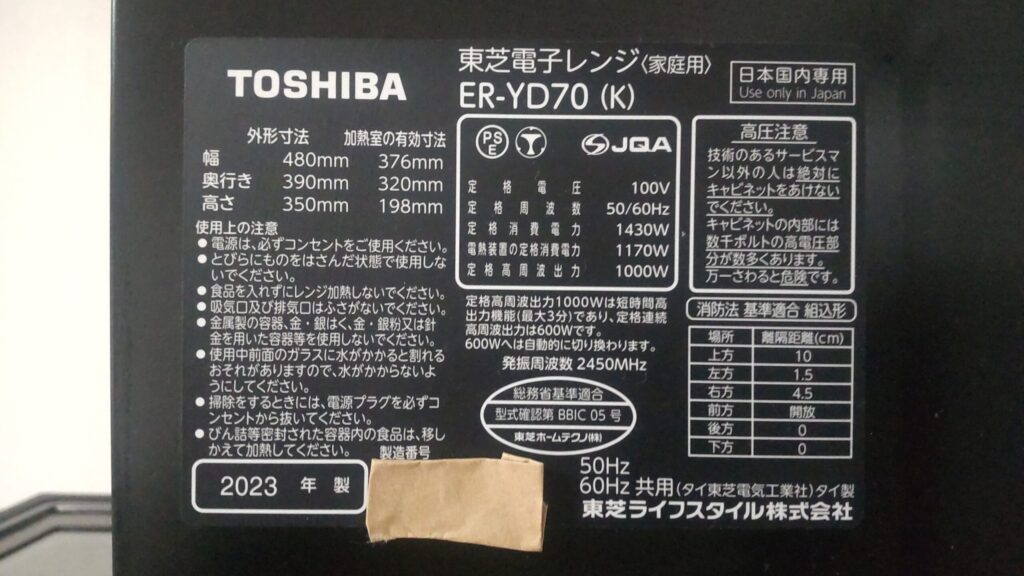 TOSHIBA
東芝電子レンジ〈家庭用〉
ER-YD70 (K)
日本国内専用
Use only in Japan
外形寸法 加熱室の有効寸法
幅 480mm 376mm
奥行き 390mm 320mm
高さ 350mm 198mm
使用上の注意
● 電源は、必ずコンセントをご使用ください。
● とびらにものをはさんだ状態で使用しな
いでください。
● 食品を入れずにレンジ加熱しないでください。
● 吸気口及び排気口はふさがないでください。
● 金属製の容器、金・銀はく、金・銀粉又は針
金を用いた容器等を使用しないでください。
● 使用中前面のガラスに水がかかると割れる
おそれがありますので、水がかからないよ
うにしてください。
● 掃除をするときには、電源プラグを必ずコ
ンセントから抜いてください。
● びん詰等密封された容器内の食品は、移し
かえて加熱してください。
製造番号
2023 年 製
PS
E
JQA
定格電圧 100V
定格周波数 50/60Hz
定格消費電力 1430W
電熱装置の定格消費電力 1170W
定格高周波出力 1000W
定格高周波出力1000Wは短時間高
出力機能(最大3分)であり、定格連続
高周波出力は600Wです。
600Wへは自動的に切り換わります。
発振周波数 2450MHz
総務省基準適合
型式確認第 BBIC 05 号
東芝ホームテクノ(株)
高圧注意
技術のあるサービスマ
ン以外の人は絶対に
キャビネットをあけない
でください。
キャビネットの内部には
数千ボルトの高電圧部
分が数多くあります。
万一さわると危険です。
消防法 基準適合 組込形
場所 離隔距離(cm)
上方 10
左方 1.5
右方 4.5
前方 開放
後方 0
下方 0
50Hz
60Hz 共用 (タイ東芝電気工業社) タイ製
東芝ライフスタイル株式会社